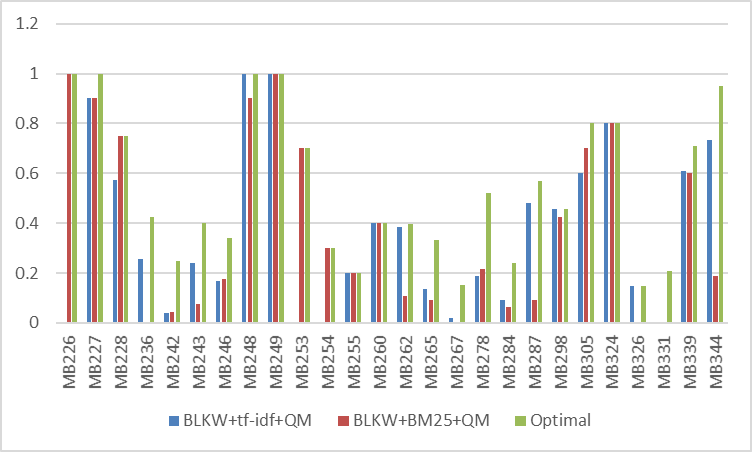 1.2
1
0.8
0.6
0.4
0.2
0
MB226
MB227
MB228
MB236
MB242
MB243
MB246
MB248
MB249
MB253
MB254
MB255
MB260
MB262
MB265
MB267
MB278
MB284
MB287
MB298
MB305
MB324
MB326
MB331
MB339
MB344
BLKW+tf-idf+QM BLKW+BM25+QM Optimal